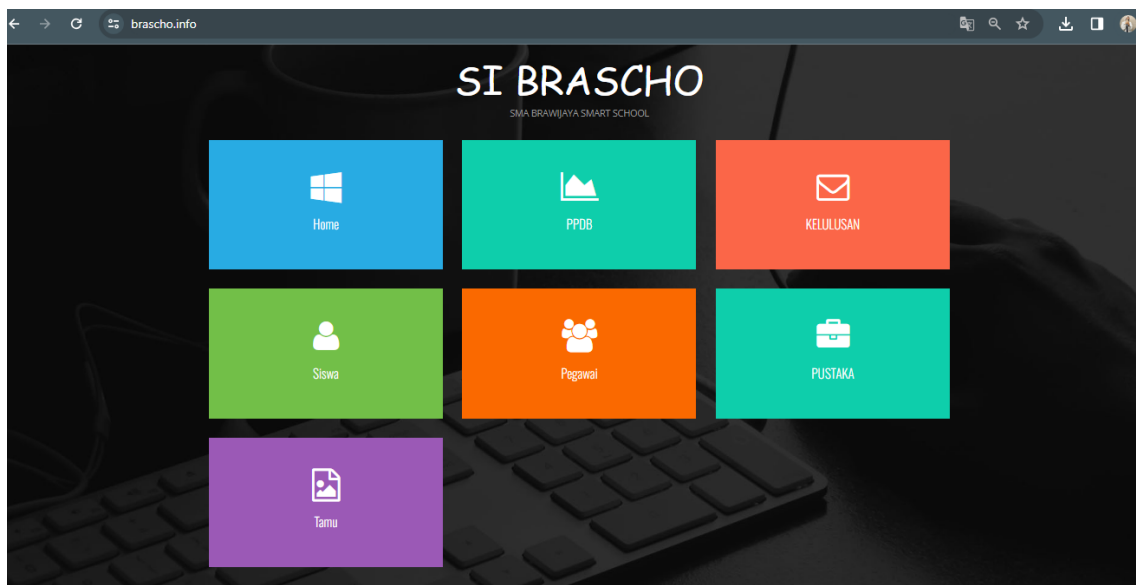 brascho.info
SI BRASCHO
SMA BRAWIJAYA SMART SCHOOL
Home
PPDB
KELULUSAN
Siswa
Pegawai
PUSTAKA
Tamu